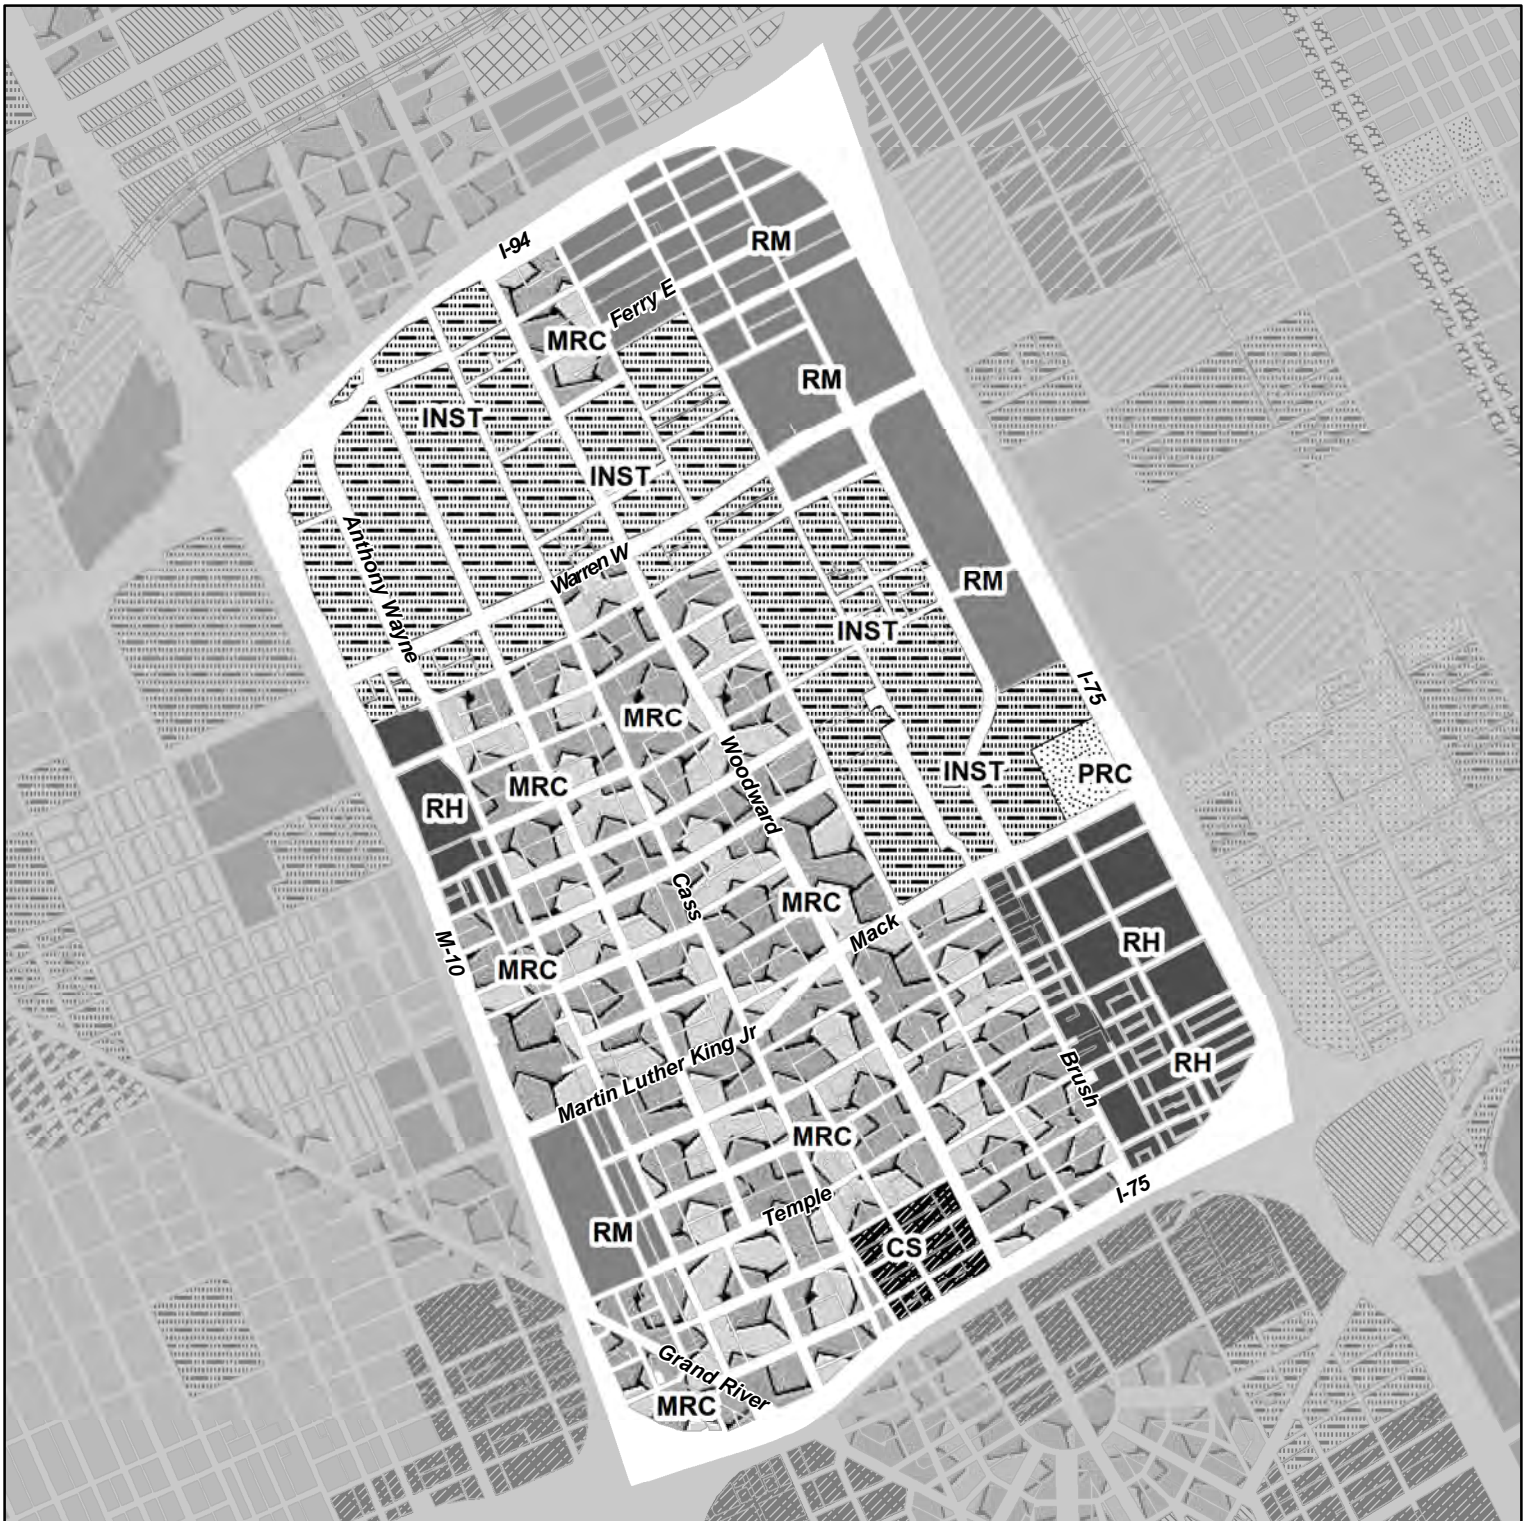 I-94
RM
Ferry E
MRC
RM
INST
INST
Anthony Wayne
Warren W
RM
INST
I-75
MRC
Woodward
INST
PRC
MRC
RH
Cass
MRC
Mack
RH
M-10
MRC
Martin Luther King Jr
Brush
RH
MRC
I-75
Temple
RM
CS
Grand River
MRC